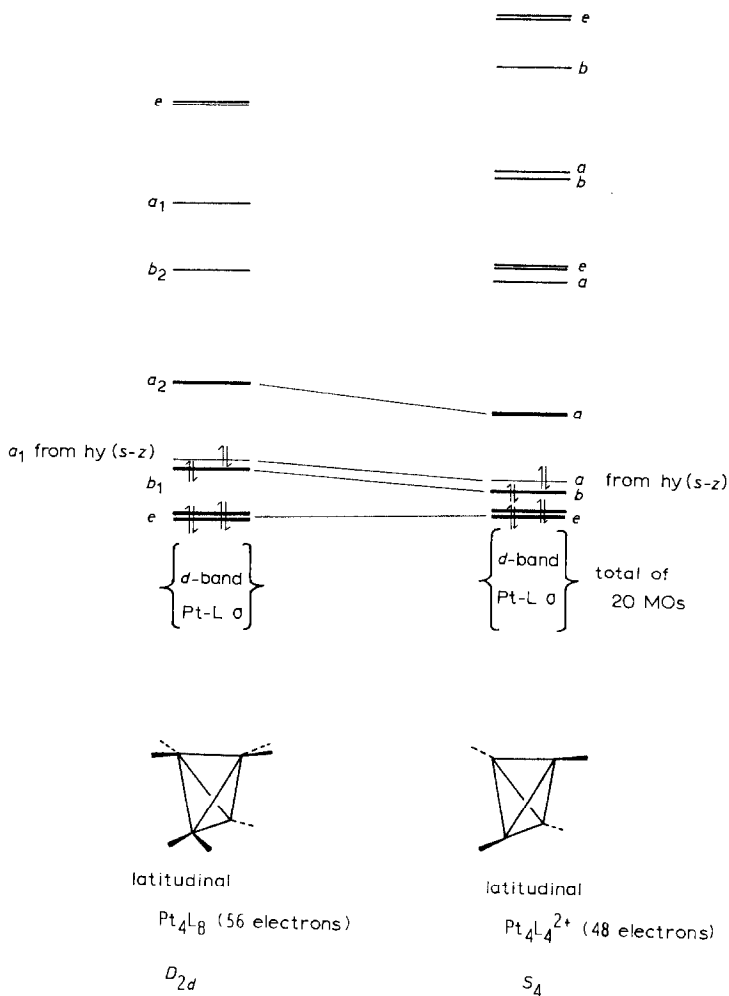 e
b
e
a
b
a₁
e
b₂
a
a₂
a
a₁ from hy (s-z)
a from hy (s-z)
b₁
b
e
e
d-band
Pt-L σ
d-band
Pt-L σ
total of
20 MOs
latitudinal
Pt₄L₈ (56 electrons)
D₂d
latitudinal
Pt₄L₄²⁺ (48 electrons)
S₄